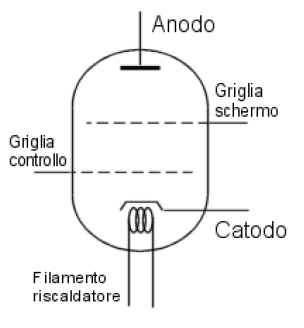 Anodo
Griglia
schermo
Griglia
controllo
Catodo
Filamento
riscaldatore